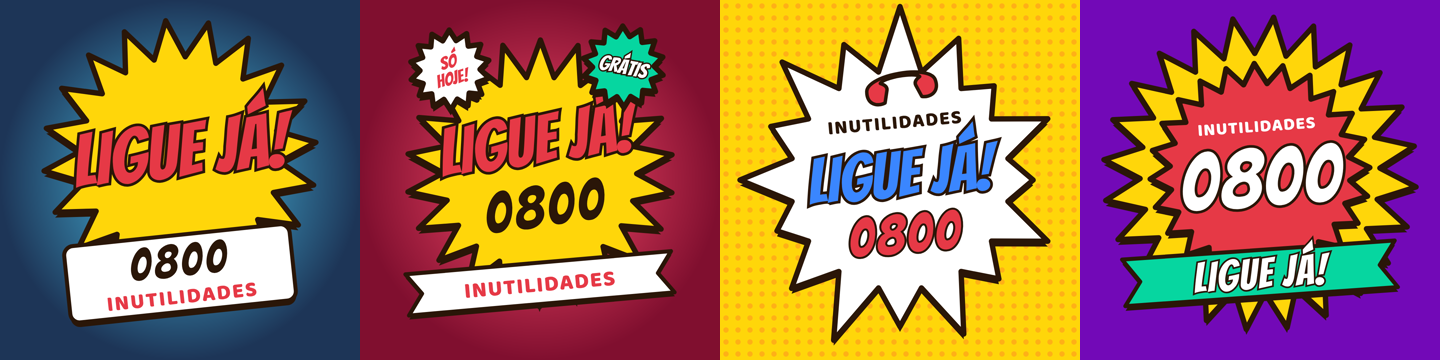 LIGUE JÁ!
0800
INUTILIDADES
SÓ
HOJE!
GRÁTIS
LIGUE JÁ!
0800
INUTILIDADES
INUTILIDADES
LIGUE JÁ!
0800
INUTILIDADES
0800
LIGUE JÁ!